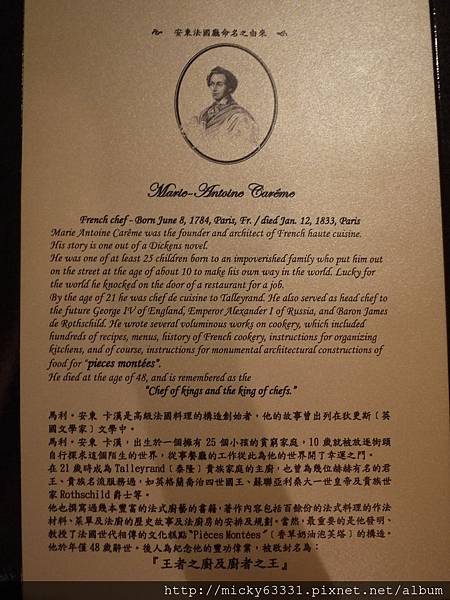 安東法國廳命名之由來
Marie-Antoine Carême
French chef - Born June 8, 1784, Paris, Fr. / died Jan. 12, 1833, Paris
Marie Antoine Carême was the founder and architect of French haute cuisine.
His story is one out of a Dickens novel.
He was one of at least 25 children born to an impoverished family who put him out
on the street at the age of about 10 to make his own way in the world. Lucky for
the world he knocked on the door of a restaurant for a job.
By the age of 21 he was chef de cuisine to Talleyrand. He also served as head chef to
the future George IV of England, Emperor Alexander I of Russia, and Baron James
de Rothschild. He wrote several voluminous works on cookery, which included
hundreds of recipes, menus, history of French cookery, instructions for organizing
kitchens, and of course, instructions for monumental architectural constructions of
food for "pieces montées".
He died at the age of 48, and is remembered as the
"Chef of kings and the king of chefs."
馬利。安東 卡漢是高級法國料理的構造創始者，他的故事曾出列在狄更斯〔英
國文學家〕文學中。
馬利。安東 卡漢，出生於一個擁有 25 個小孩的貧窮家庭，10 歲就被放逐街頭
自行探求這個陌生的世界，從事餐廳的工作從此為他的世界開了幸運之門。
在 21 歲時成為 Talleyrand〔泰隆〕貴族家庭的主廚，也曾為幾位赫赫有名的君
王、貴族名流服務過，如英格蘭喬治四世國王、蘇聯亞利桑大一世皇帝及貴族世
家 Rothschild 爵士等。
他也撰寫過幾本豐富的法式廚藝的書籍，著作內容包括百餘份的法式料理的作法
材料、菜單及法廚的歷史故事及法廚房的安排及規劃。當然，最重要的是他發明、
教授了法國世代相傳的文化糕點"Pièces Montées"〔香草奶油泡芙塔〕的構造。
他於年僅 48 歲辭世。後人為紀念他的豐功偉業，被敬封名為：
『王者之廚及廚者之王』
http://micky63331.pixnet.net/album